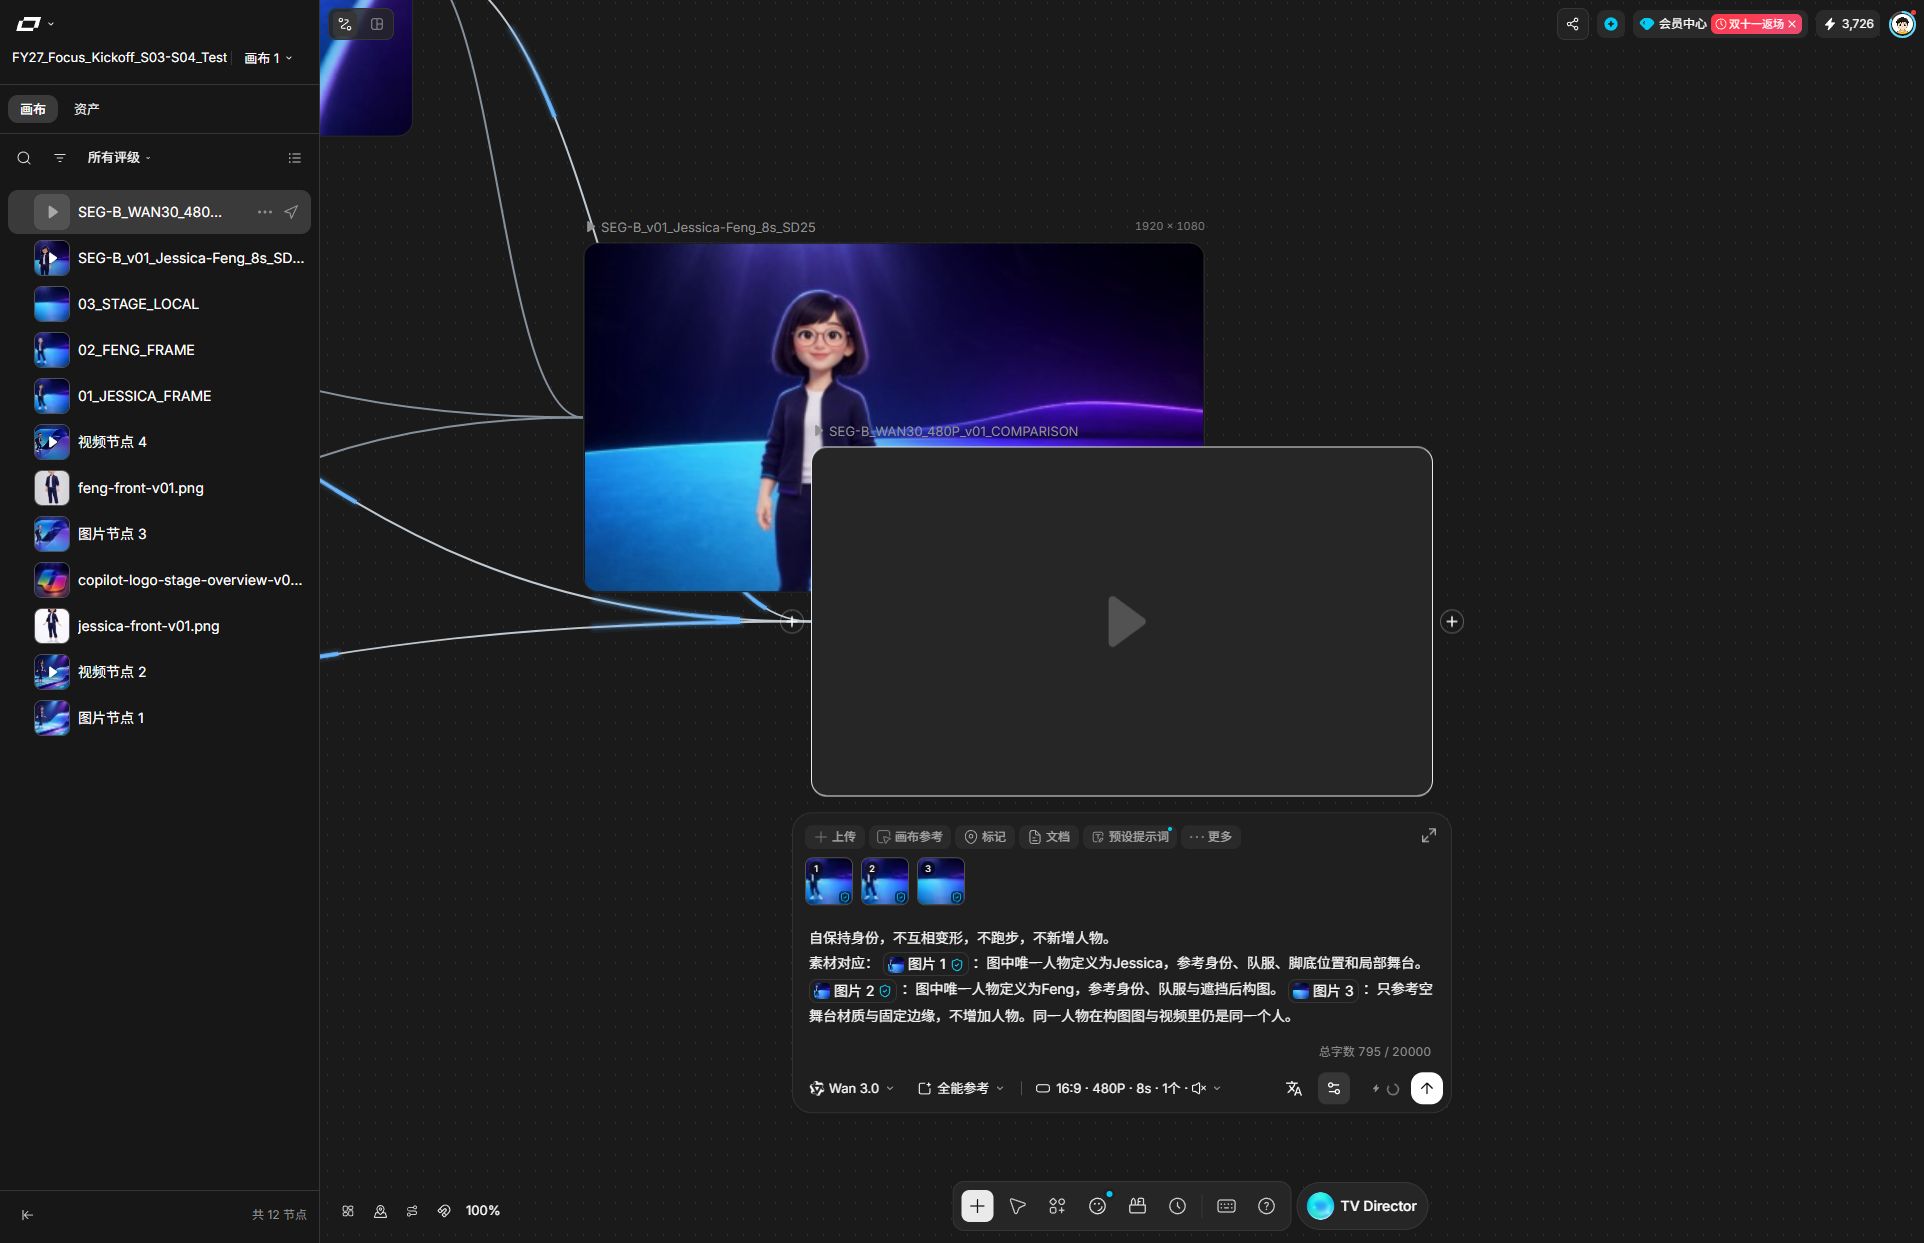 FY27_Focus_Kickoff_S03-S04_Test 画布 1
画布 资产
所有评级
SEG-B_WAN30_480...
SEG-B_v01_Jessica-Feng_8s_SD...
03_STAGE_LOCAL
02_FENG_FRAME
01_JESSICA_FRAME
视频节点 4
feng-front-v01.png
图片节点 3
copilot-logo-stage-overview-v0...
jessica-front-v01.png
视频节点 2
图片节点 1
共 12 节点
会员中心 双十一返场 3,726
SEG-B_v01_Jessica-Feng_8s_SD25 1920 × 1080
SEG-B_WAN30_480P_v01_COMPARISON
上传 画布参考 标记 文档 预设提示词 更多
1 2 3
自保持身份，不互相变形，不跑步，不新增人物。
素材对应： 图片 1 ：图中唯一人物定义为Jessica，参考身份、队服、脚底位置和局部舞台。
图片 2 ：图中唯一人物定义为Feng，参考身份、队服与遮挡后构图。 图片 3 ：只参考空
舞台材质与固定边缘，不增加人物。同一人物在构图图与视频里仍是同一个人。
总字数 795 / 20000
Wan 3.0 全能参考 16:9 · 480P · 8s · 1个 ·
100%
TV Director